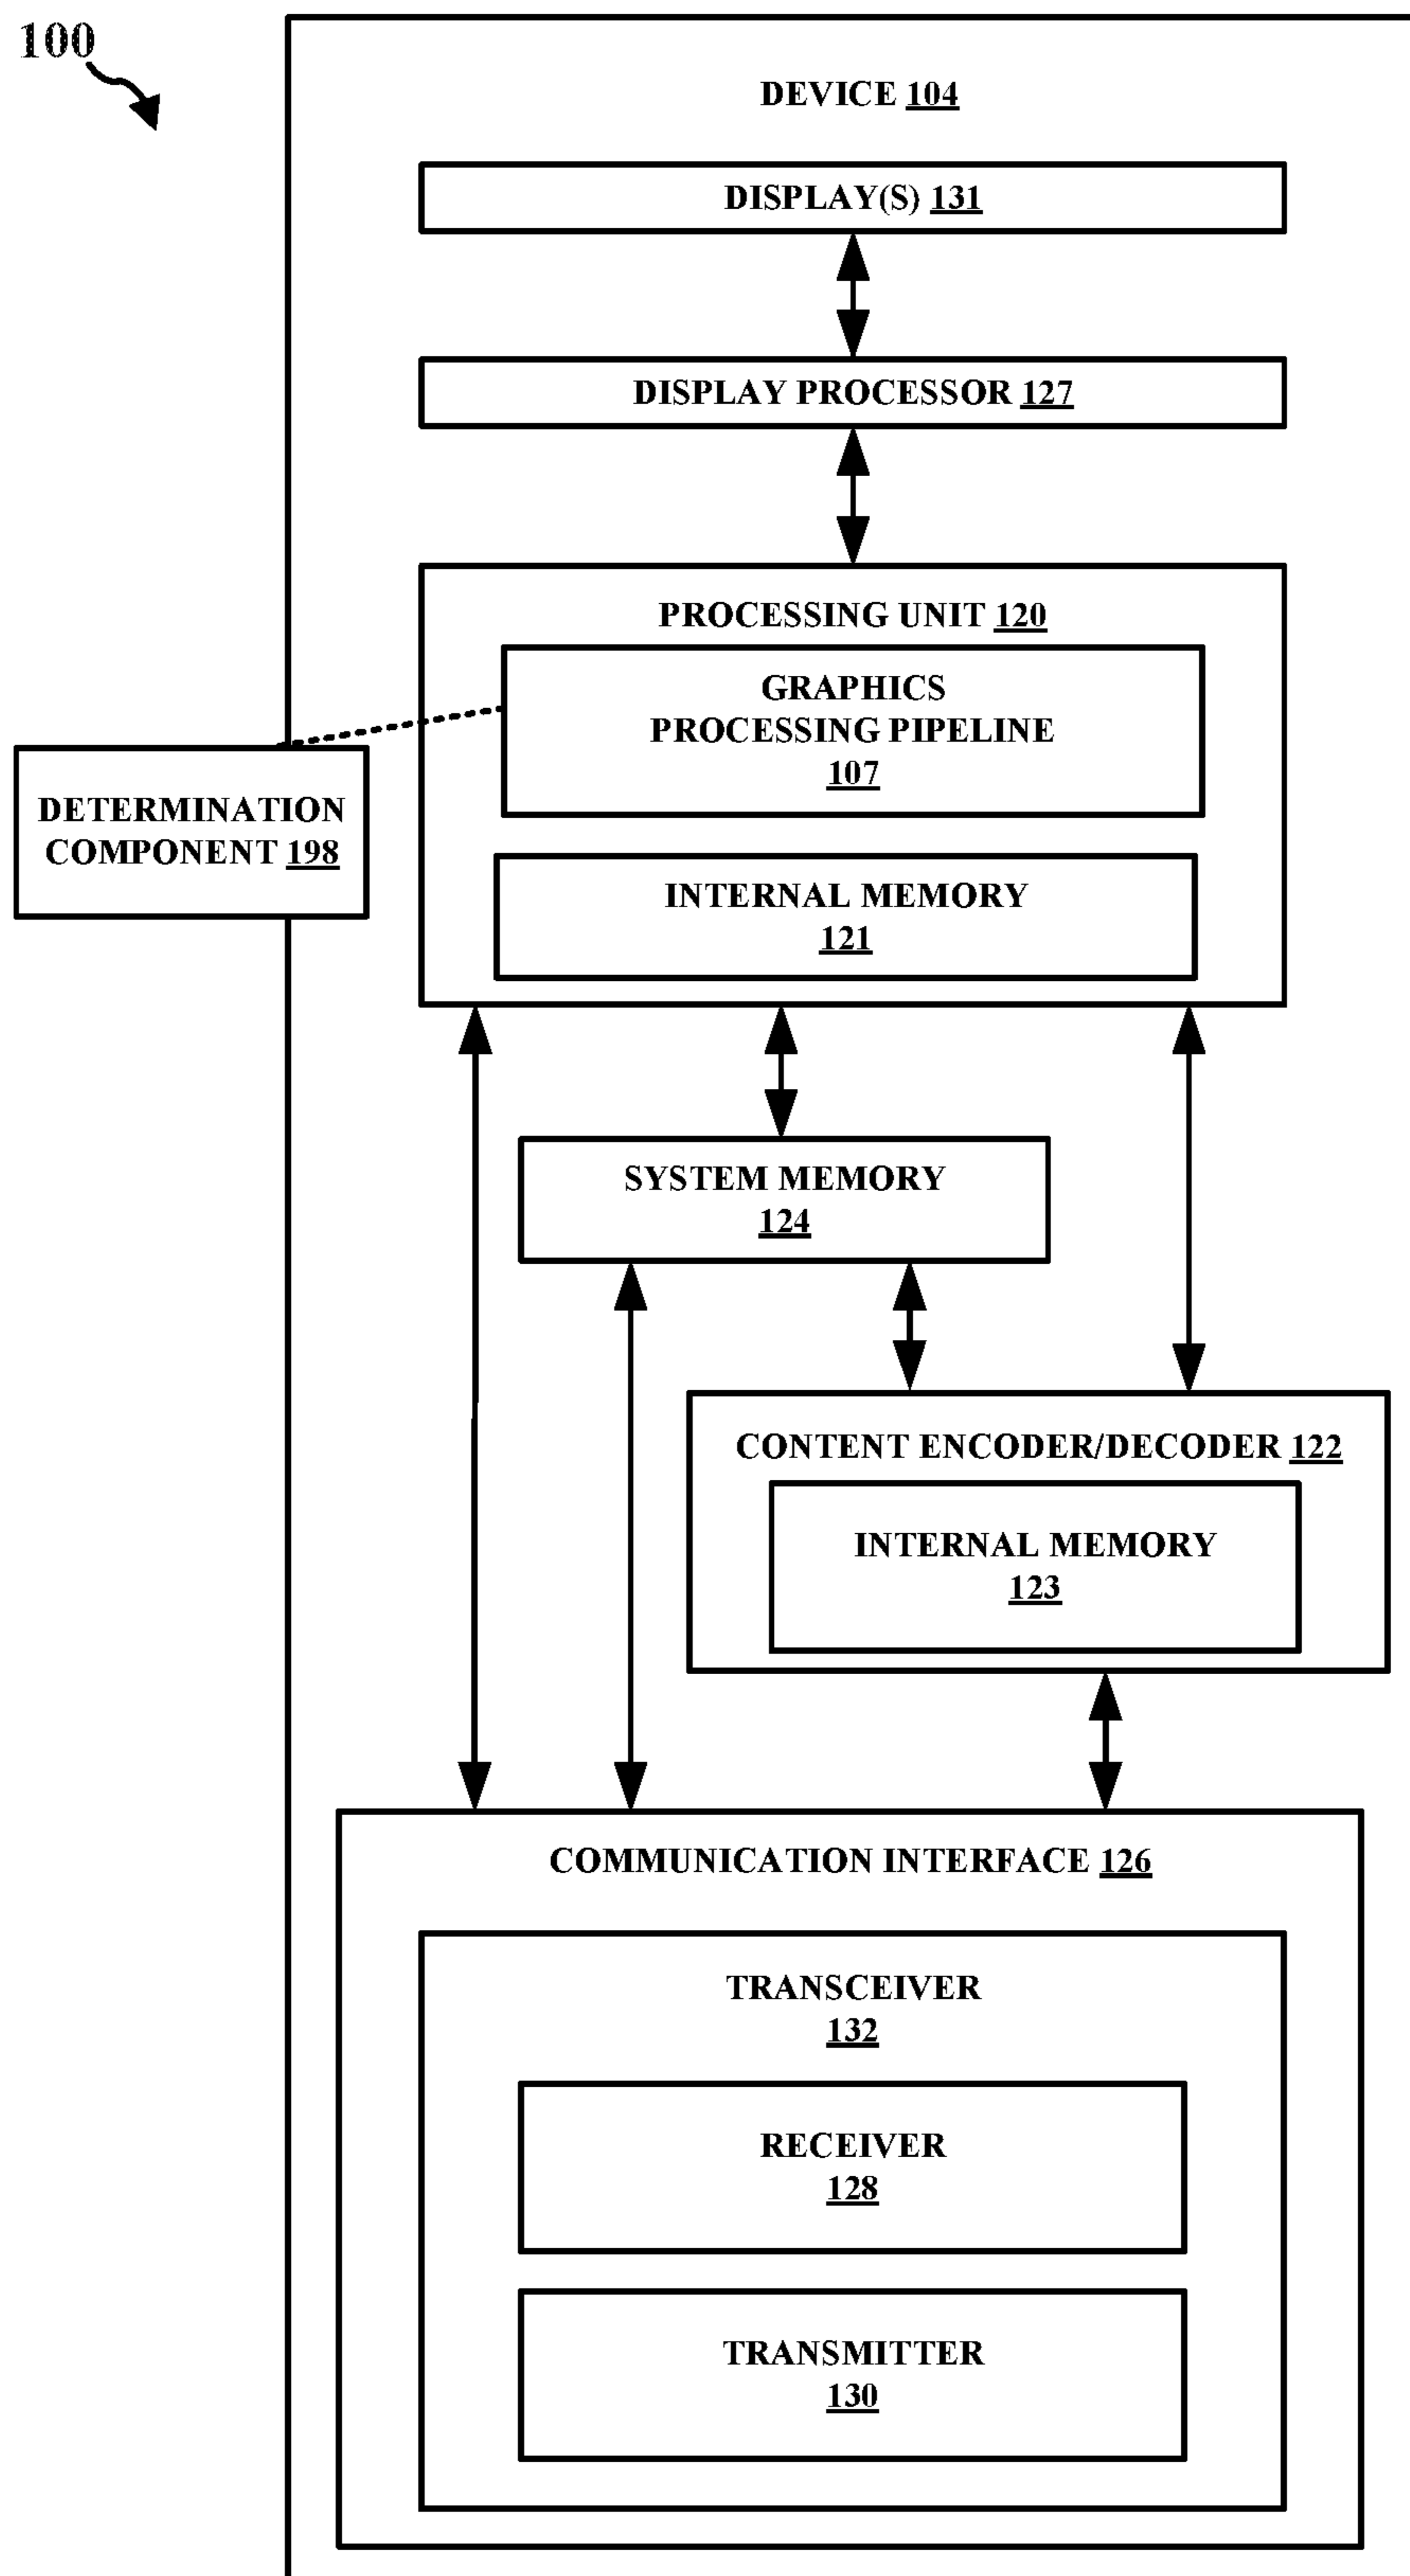 100
DEVICE 104
DISPLAY(S) 131
DISPLAY PROCESSOR 127
PROCESSING UNIT 120
GRAPHICS
PROCESSING PIPELINE
107
DETERMINATION
COMPONENT 198
INTERNAL MEMORY
121
SYSTEM MEMORY
124
CONTENT ENCODER/DECODER 122
INTERNAL MEMORY
123
COMMUNICATION INTERFACE 126
TRANSCEIVER
132
RECEIVER
128
TRANSMITTER
130